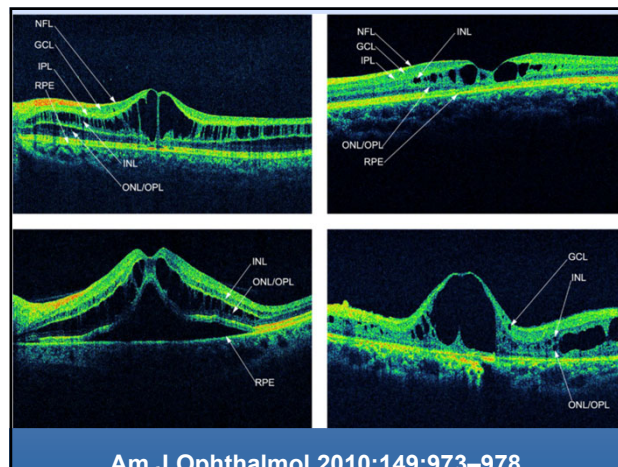 NFL
GCL
IPL
RPE
INL
ONL/OPL
NFL
GCL
IPL
INL
ONL/OPL
RPE
INL
ONL/OPL
RPE
GCL
INL
ONL/OPL
Am J Ophthalmol 2010;149:973–978